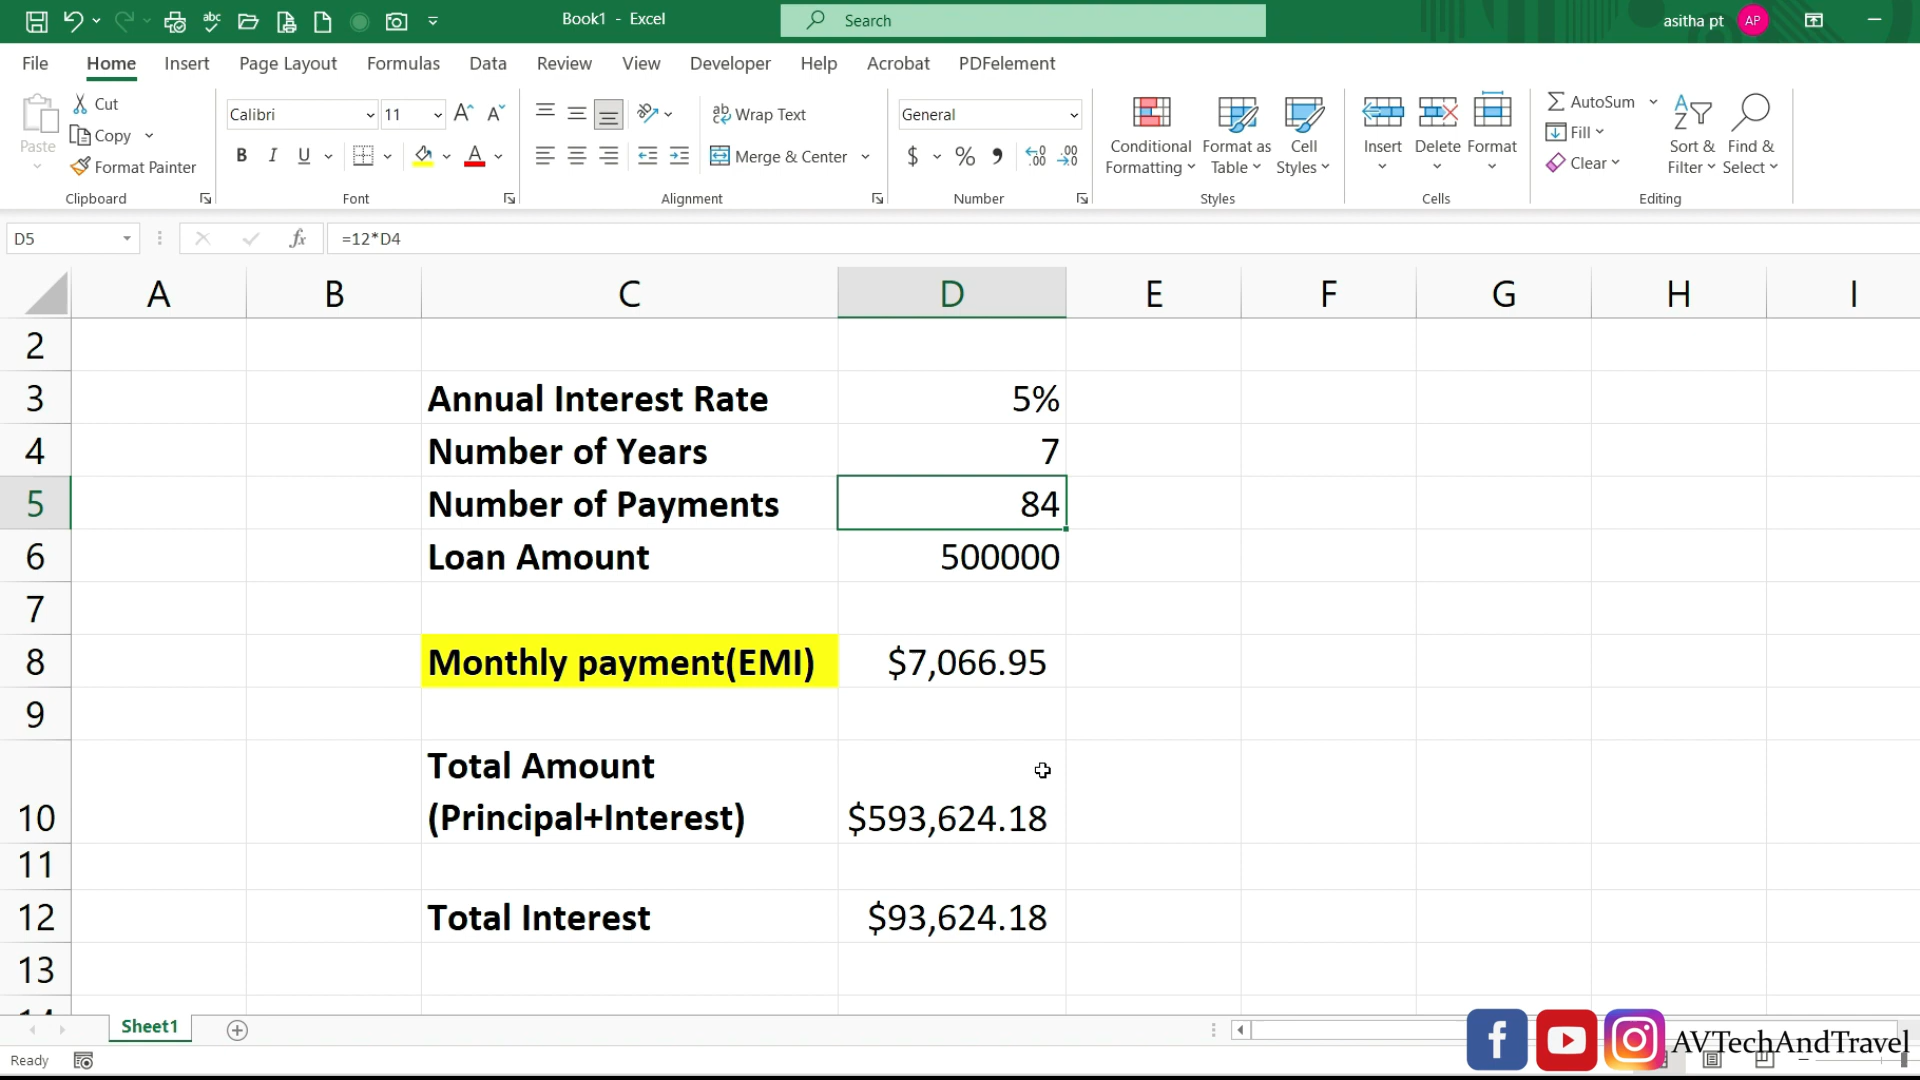 Book1 - Excel
Search
asitha pt
AP
File Home Insert Page Layout Formulas Data Review View Developer Help Acrobat PDFelement
Paste
Cut
Copy
Format Painter
Clipboard
Calibri
11
B I U
Font
Wrap Text
Merge & Center
Alignment
General
$ % ,
Number
Conditional Formatting
Format as Table
Cell Styles
Styles
Insert
Delete
Format
Cells
AutoSum
Fill
Clear
Sort & Filter
Find & Select
Editing
D5
fx
=12*D4
A B C D E F G H I
2
3 Annual Interest Rate 5%
4 Number of Years 7
5 Number of Payments 84
6 Loan Amount 500000
7
8 Monthly payment(EMI) $7,066.95
9
Total Amount
10 (Principal+Interest) $593,624.18
11
12 Total Interest $93,624.18
13
Sheet1
Ready
AVTechAndTravel